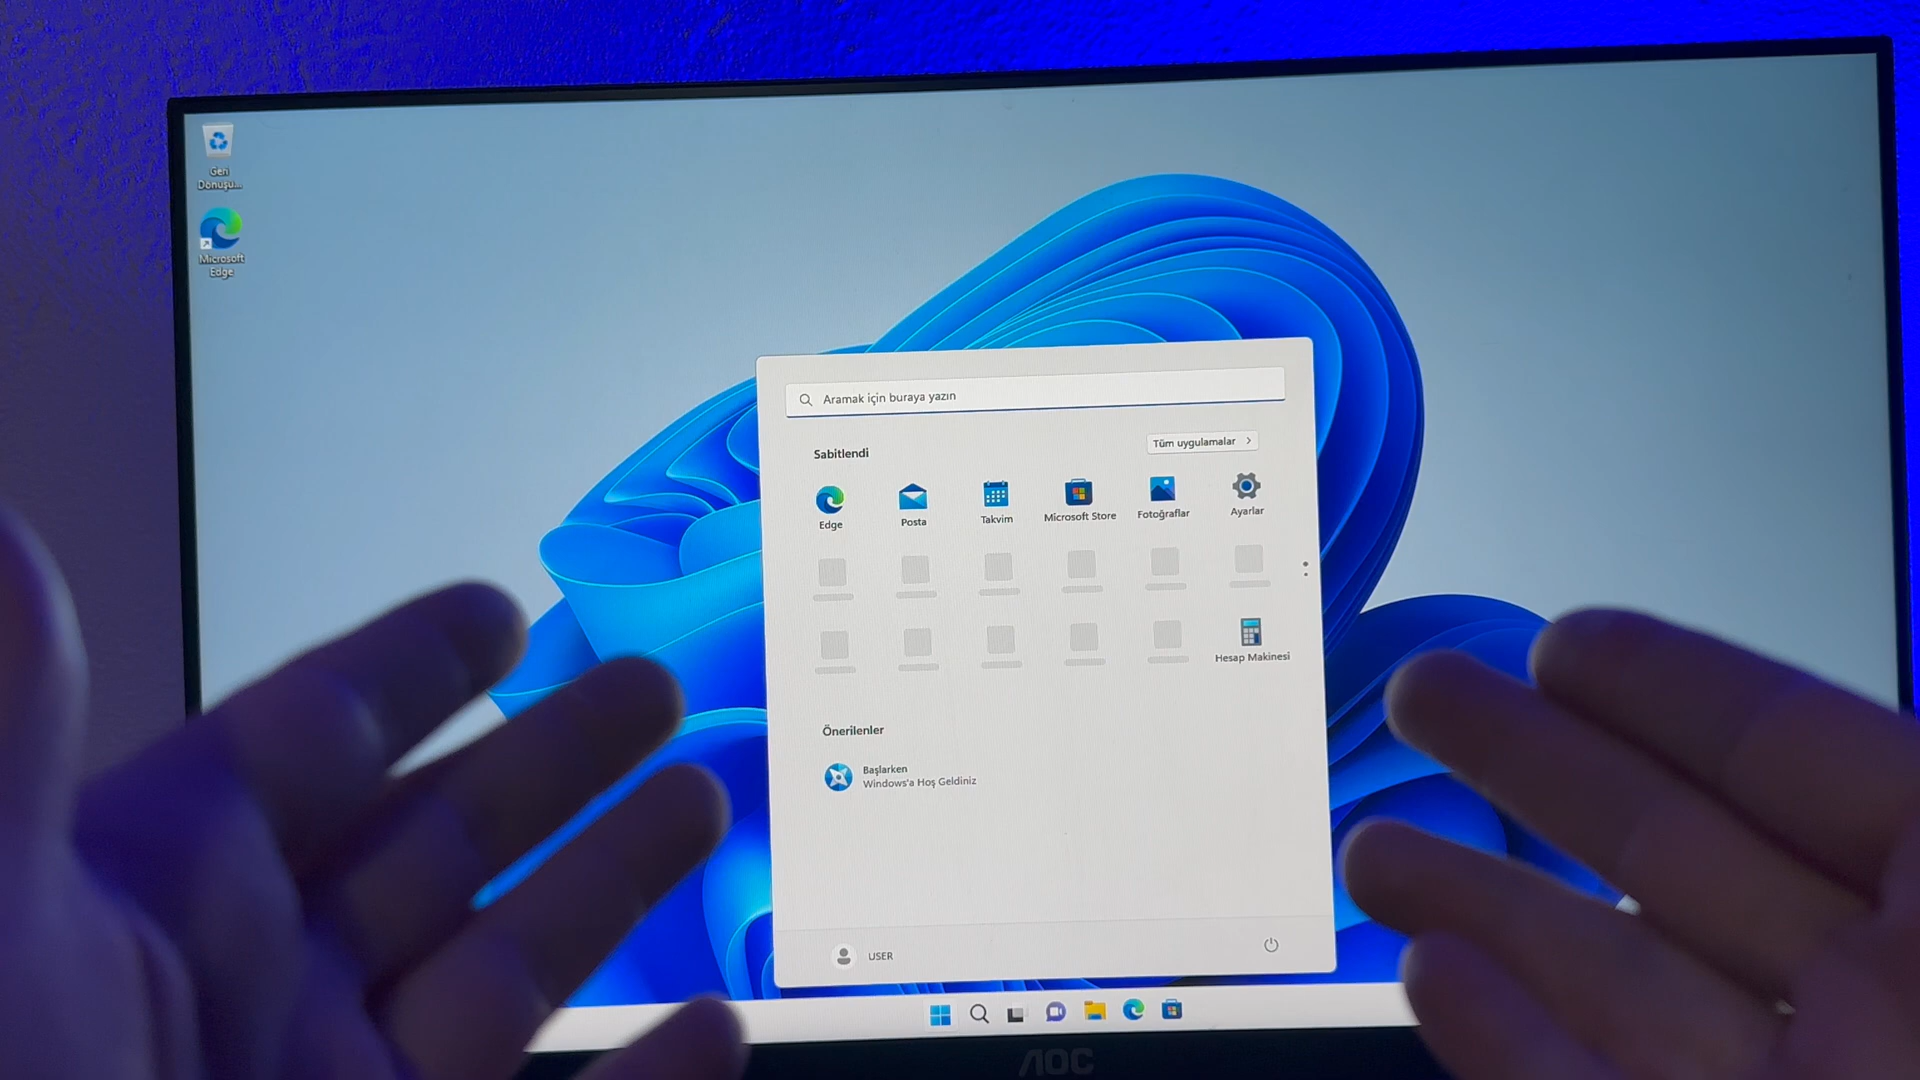 Geri
Dönüşü...
Microsoft
Edge
Aramak için buraya yazın
Sabitlendi
Tüm uygulamalar
Edge
Posta
Takvim
Microsoft Store
Fotoğraflar
Ayarlar
Hesap Makinesi
Önerilenler
Başlarken
Windows'a Hoş Geldiniz
USER
AOC